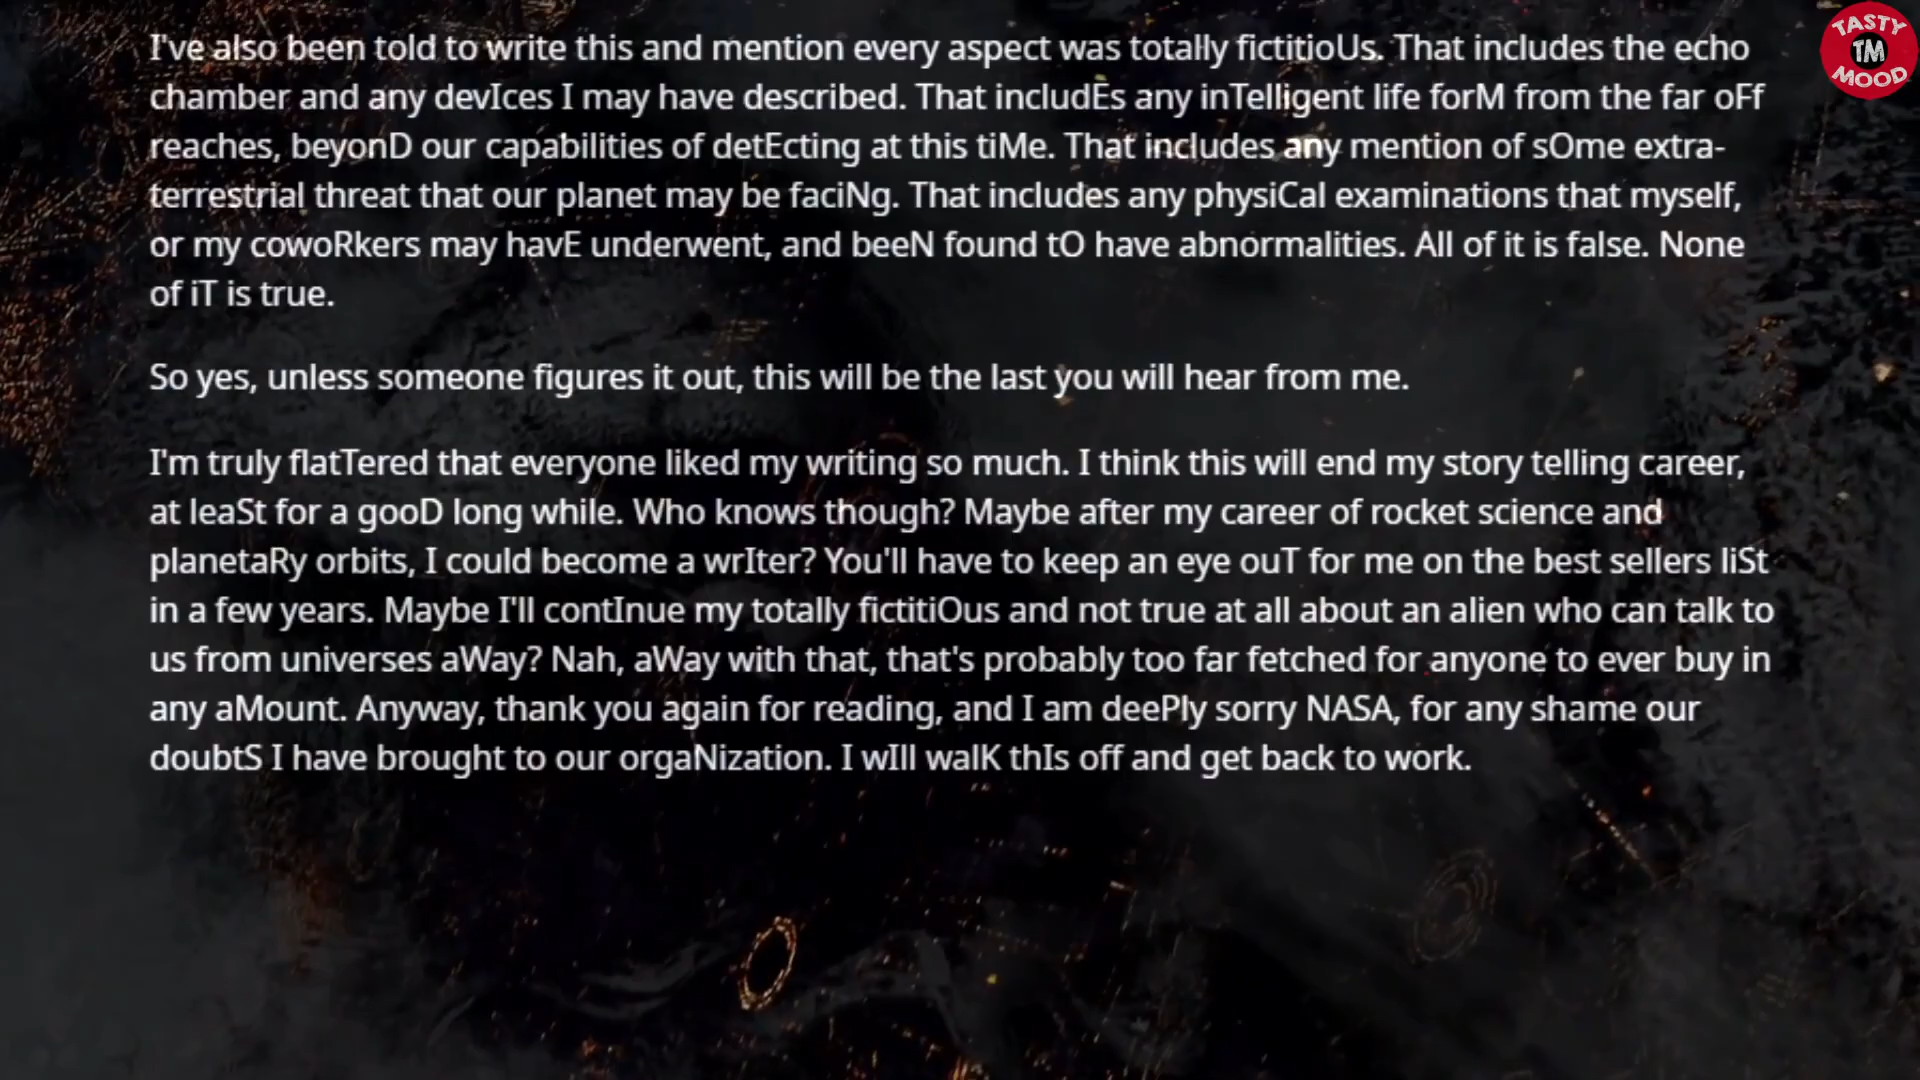 I've also been told to write this and mention every aspect was totally fictitioUs. That includes the echo
chamber and any devIces I may have described. That includEs any inTelligent life forM from the far oFf
reaches, beyonD our capabilities of detEcting at this tiMe. That includes any mention of sOme extra-
terrestrial threat that our planet may be faciNg. That includes any physiCal examinations that myself,
or my cowoRkers may havE underwent, and beeN found tO have abnormalities. All of it is false. None
of iT is true.
So yes, unless someone figures it out, this will be the last you will hear from me.
I'm truly flatTered that everyone liked my writing so much. I think this will end my story telling career,
at leaSt for a gooD long while. Who knows though? Maybe after my career of rocket science and
planetaRy orbits, I could become a wrIter? You'll have to keep an eye ouT for me on the best sellers liSt
in a few years. Maybe I'll contInue my totally fictitiOus and not true at all about an alien who can talk to
us from universes aWay? Nah, aWay with that, that's probably too far fetched for anyone to ever buy in
any aMount. Anyway, thank you again for reading, and I am deePly sorry NASA, for any shame our
doubtS I have brought to our orgaNization. I wIll walK thIs off and get back to work.
TASTY
TM
MOOD